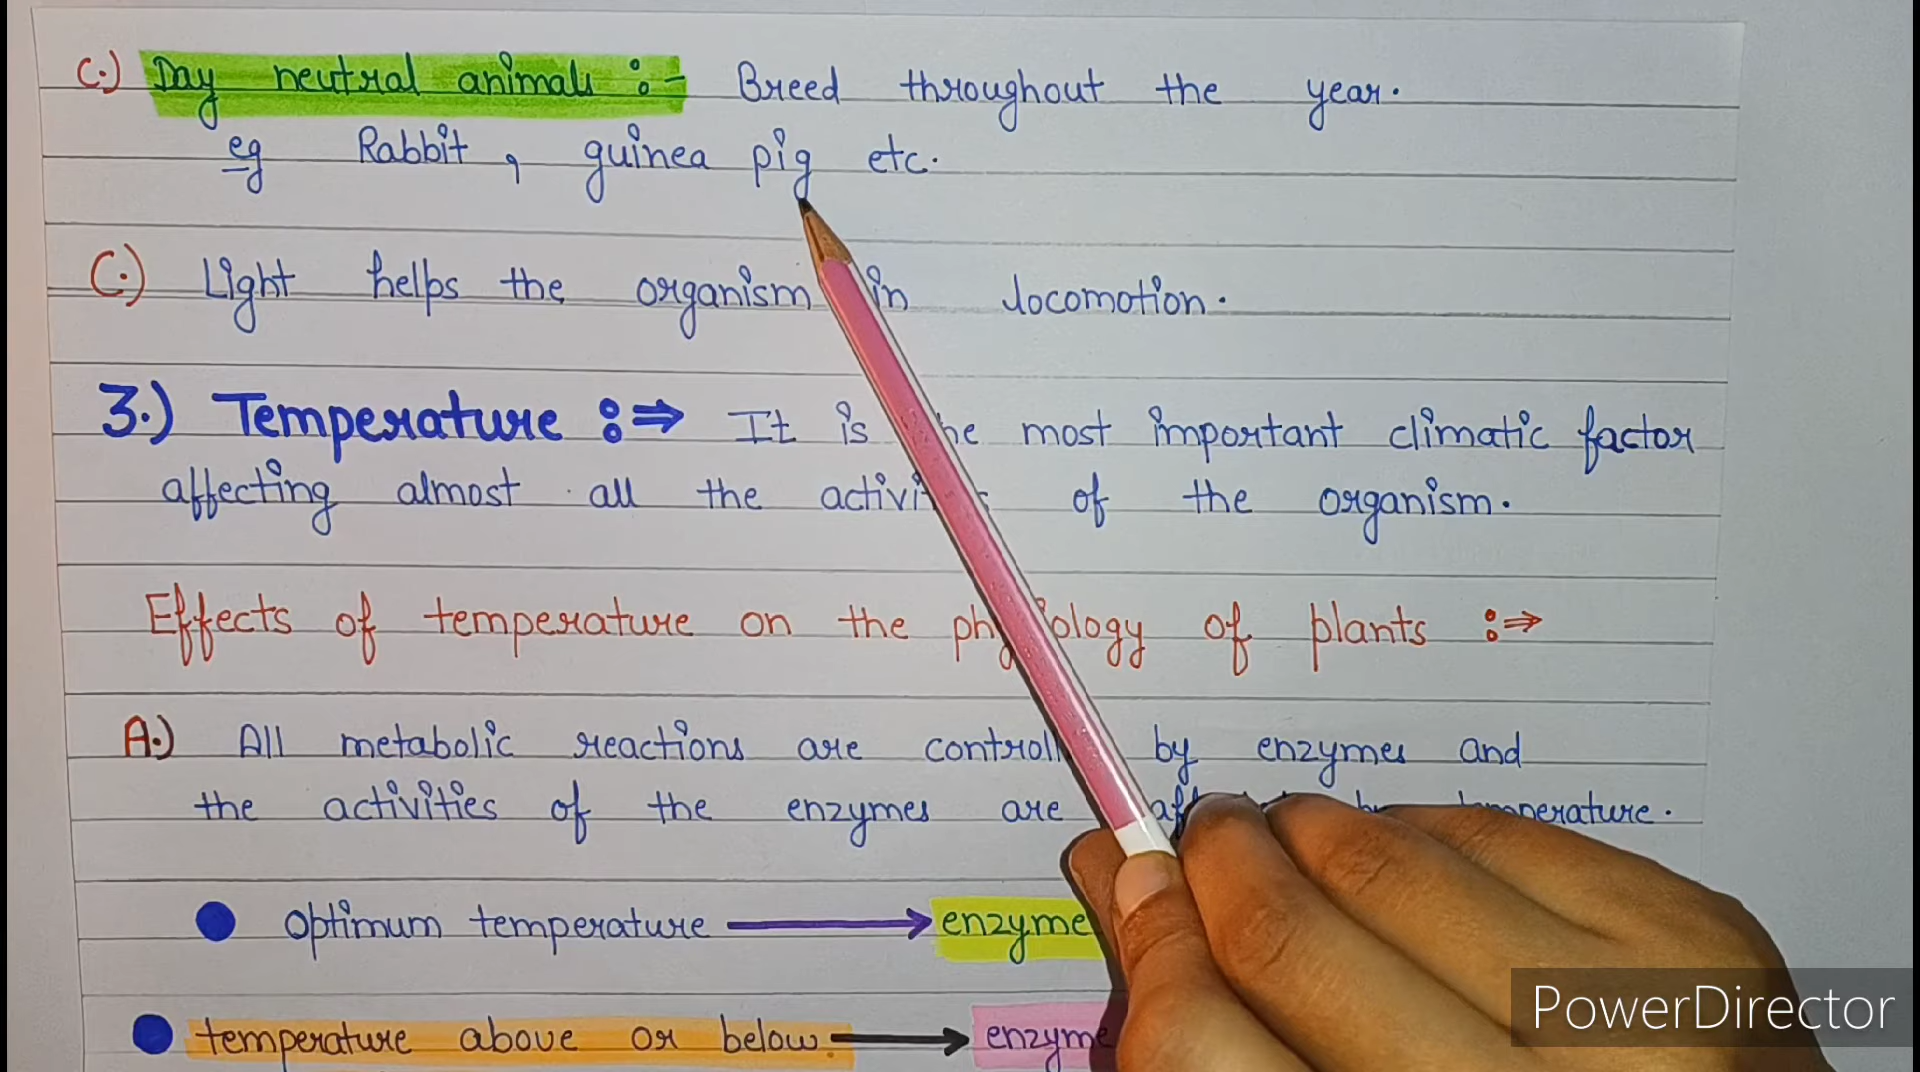 C.) Day neutral animals :- Breed throughout the year.
eg Rabbit, guinea pig etc.
C.) Light helps the organism in locomotion.
3.) Temperature :⇒ It is the most important climatic factor
affecting almost all the of the organism.
Effects of temperature on the of plants :⇒
A.) All metabolic reactions are by enzymes and
the activities of the enzymes are
● Optimum temperature → enzyme
● temperature above or below → enzyme
PowerDirector